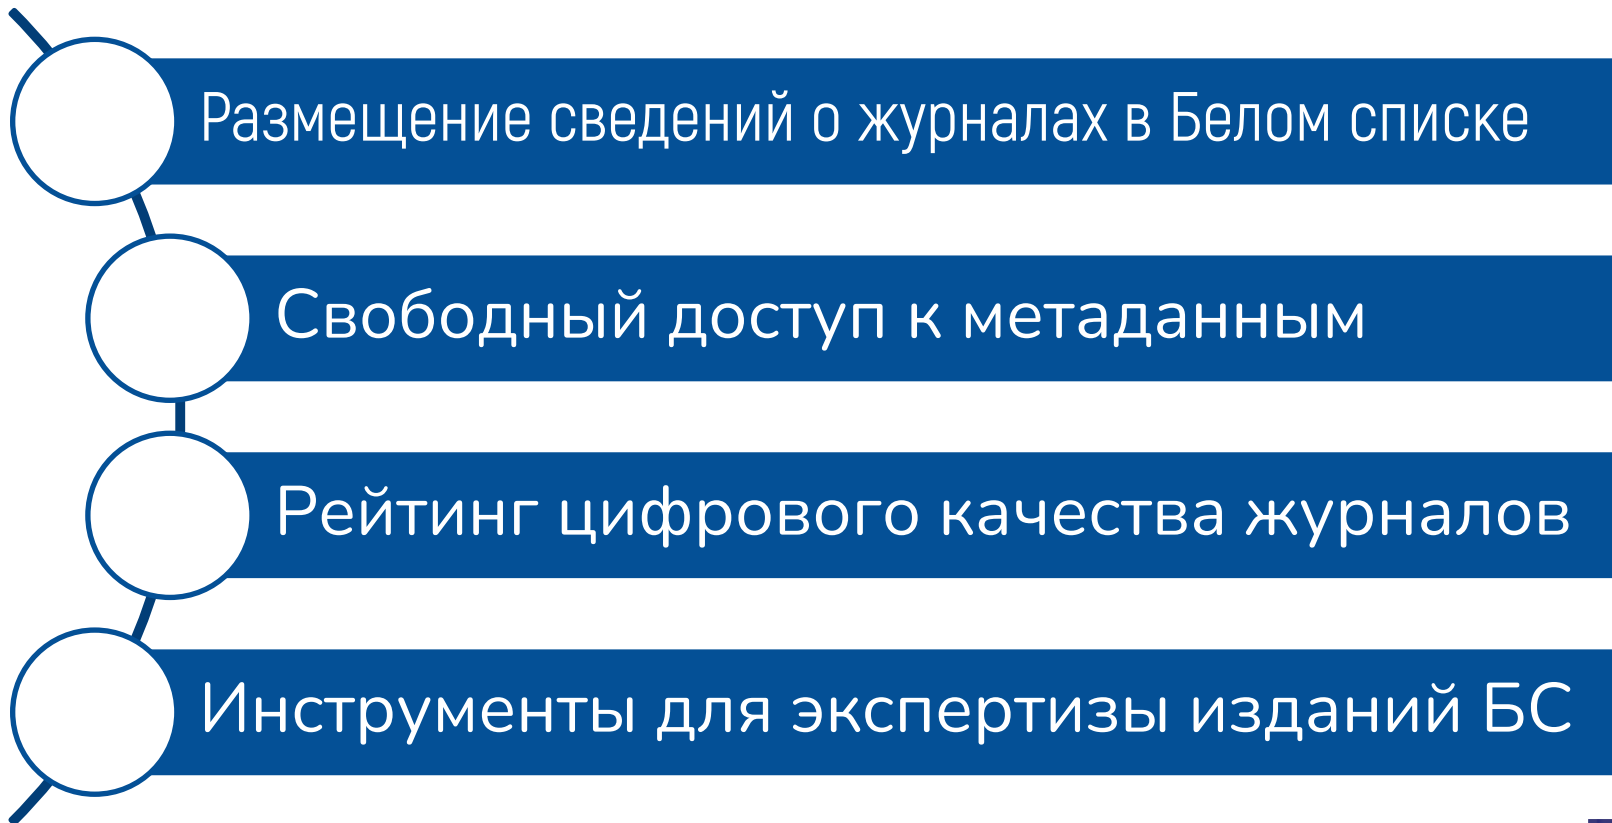 Размещение сведений о журналах в Белом списке
Свободный доступ к метаданным
Рейтинг цифрового качества журналов
Инструменты для экспертизы изданий БС